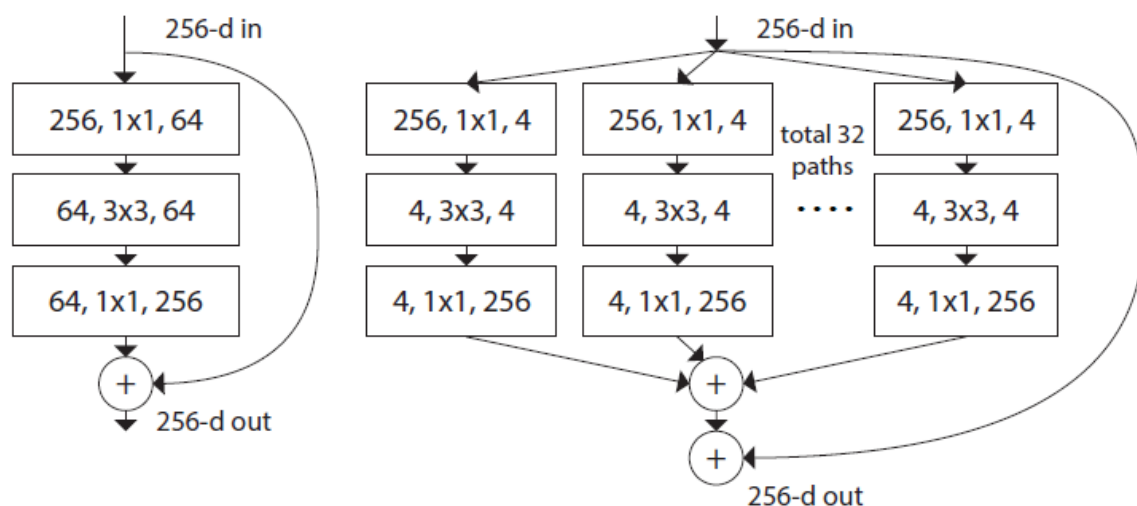 256-d in
256, 1x1, 64
64, 3x3, 64
64, 1x1, 256
+
256-d out
256-d in
256, 1x1, 4
256, 1x1, 4
total 32
paths
....
256, 1x1, 4
4, 3x3, 4
4, 3x3, 4
4, 3x3, 4
4, 1x1, 256
4, 1x1, 256
4, 1x1, 256
+
+
256-d out